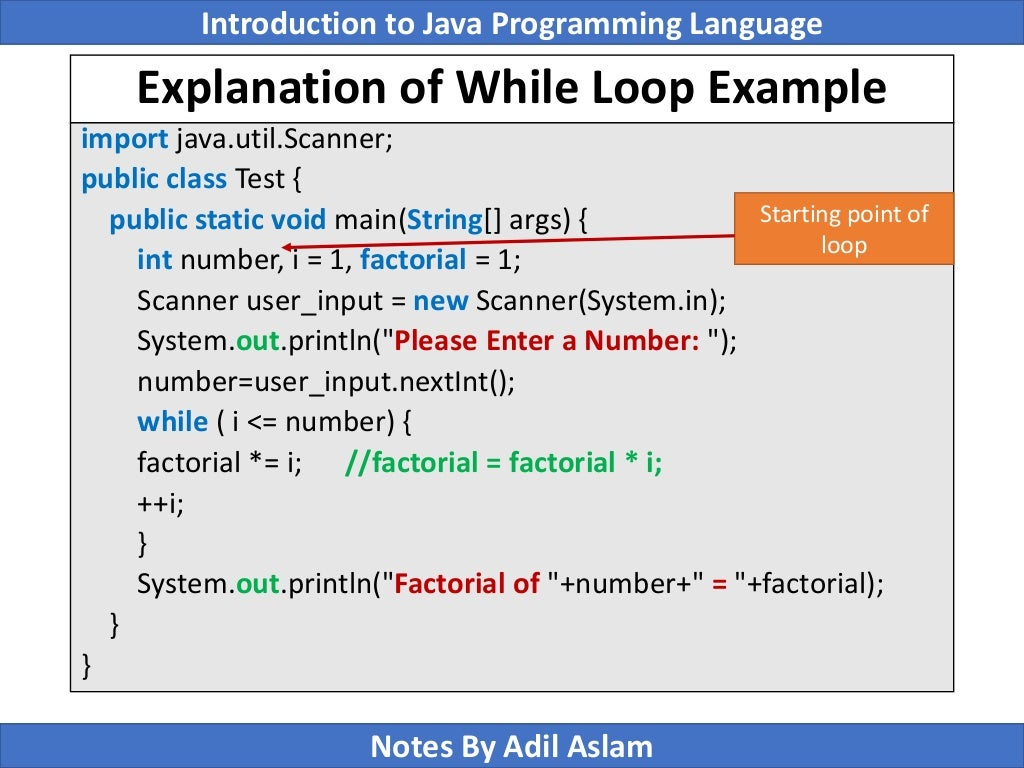 Introduction to Java Programming Language
Explanation of While Loop Example
import java.util.Scanner;
public class Test {
public static void main(String[] args) {
Starting point of
loop
int number, i = 1, factorial = 1;
Scanner user_input = new Scanner(System.in);
System.out.println("Please Enter a Number: ");
number=user_input.nextInt();
while ( i <= number) {
factorial *= i; //factorial = factorial * i;
++i;
}
System.out.println("Factorial of "+number+" = "+factorial);
}
}
Notes By Adil Aslam